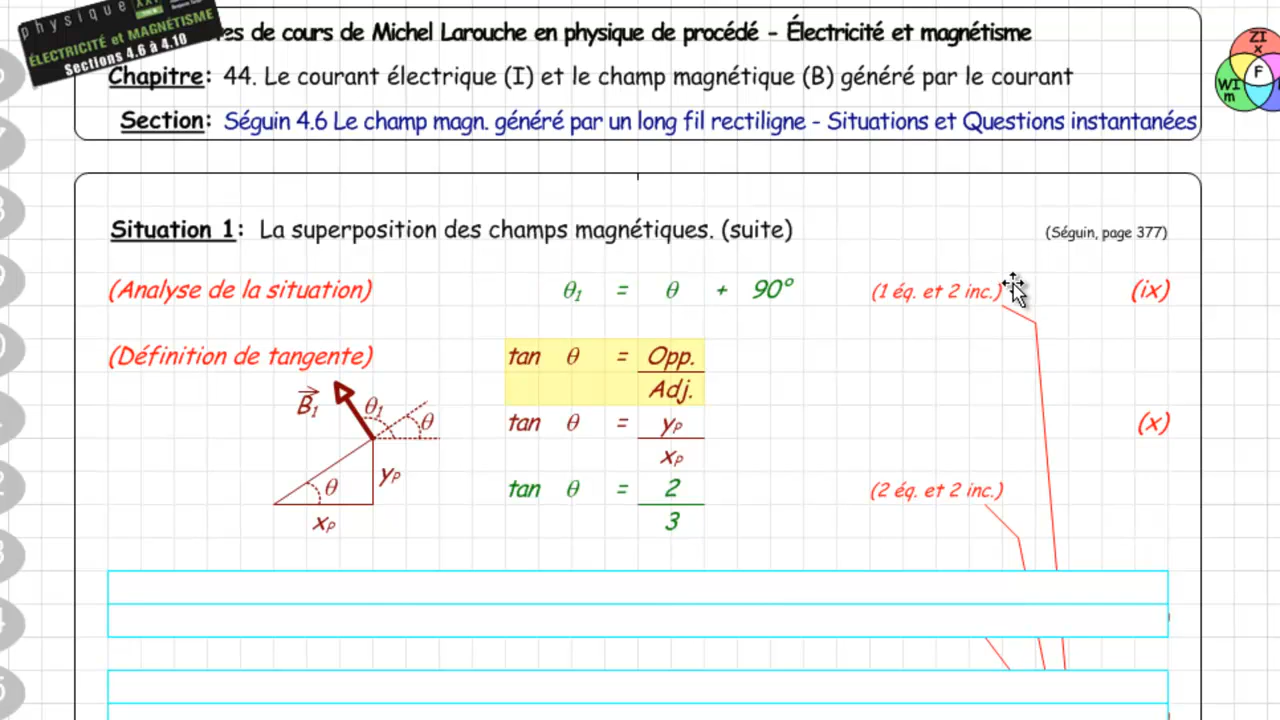 physique XXI
ÉLECTRICITÉ et MAGNÉTISME
Sections 4.6 à 4.10
es de cours de Michel Larouche en physique de procédé - Électricité et magnétisme
Chapitre: 44. Le courant électrique (I) et le champ magnétique (B) généré par le courant
Section: Séguin 4.6 Le champ magn. généré par un long fil rectiligne - Situations et Questions instantanées
ZI
x
F
WI
m
Situation 1: La superposition des champs magnétiques. (suite)
(Séguin, page 377)
(Analyse de la situation) θ₁ = θ + 90° (1 éq. et 2 inc.) (ix)
(Définition de tangente) tan θ = Opp.
Adj.
B₁ θ₁ θ
tan θ = yₚ (x)
xₚ
yₚ
θ
xₚ
tan θ = 2 (2 éq. et 2 inc.)
3